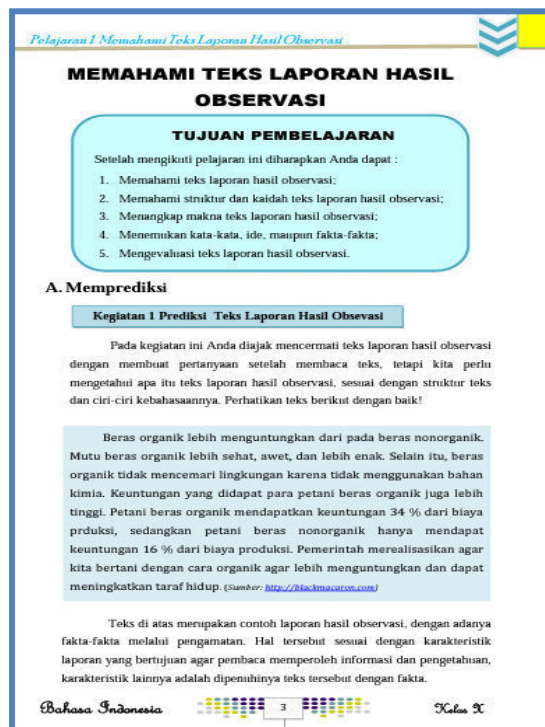 Pelajaran 1 Memahami Teks Laporan Hasil Observasi
MEMAHAMI TEKS LAPORAN HASIL
OBSERVASI
TUJUAN PEMBELAJARAN
Setelah mengikuti pelajaran ini diharapkan Anda dapat :
1. Memahami teks laporan hasil observasi;
2. Memahami struktur dan kaidah teks laporan hasil observasi;
3. Menangkap makna teks laporan hasil observasi;
4. Menemukan kata-kata, ide, maupun fakta-fakta;
5. Mengevaluasi teks laporan hasil observasi.
A. Memprediksi
Kegiatan 1 Prediksi Teks Laporan Hasil Obsevasi
Pada kegiatan ini Anda diajak mencermati teks laporan hasil observasi
dengan membuat pertanyaan setelah membaca teks, tetapi kita perlu
mengetahui apa itu teks laporan hasil observasi, sesuai dengan struktur teks
dan ciri-ciri kebahasaannya. Perhatikan teks berikut dengan baik!
Beras organik lebih menguntungkan dari pada beras nonorganik.
Mutu beras organik lebih sehat, awet, dan lebih enak. Selain itu, beras
organik tidak mencemari lingkungan karena tidak menggunakan bahan
kimia. Keuntungan yang didapat para petani beras organik juga lebih
tinggi. Petani beras organik mendapatkan keuntungan 34 % dari biaya
prduksi, sedangkan petani beras nonorganik hanya mendapat
keuntungan 16 % dari biaya produksi. Pemerintah merealisasikan agar
kita bertani dengan cara organik agar lebih menguntungkan dan dapat
meningkatkan taraf hidup. (Sumber: http://blackmacaron.com)
Teks di atas merupakan contoh laporan hasil observasi, dengan adanya
fakta-fakta melalui pengamatan. Hal tersebut sesuai dengan karakteristik
laporan yang bertujuan agar pembaca memperoleh informasi dan pengetahuan,
karakteristik lainnya adalah dipenuhinya teks tersebut dengan fakta.
Bahasa Indonesia 3 Kelas X